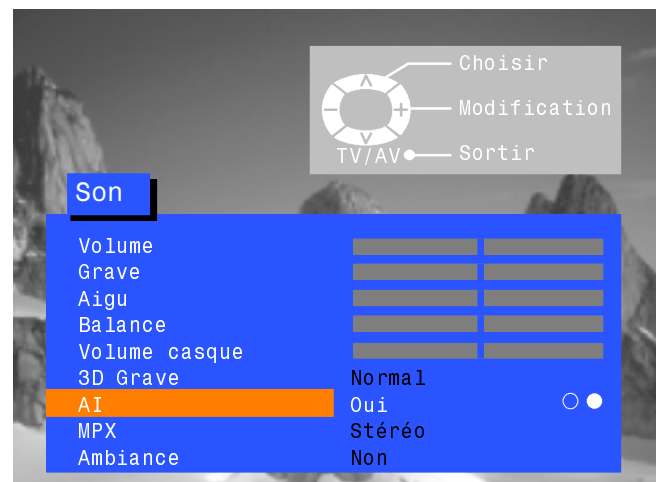 Choisir
Modification
TV/AV Sortir
Son
Volume
Grave
Aigu
Balance
Volume casque
3D Grave Normal
AI Oui
MPX Stéréo
Ambiance Non